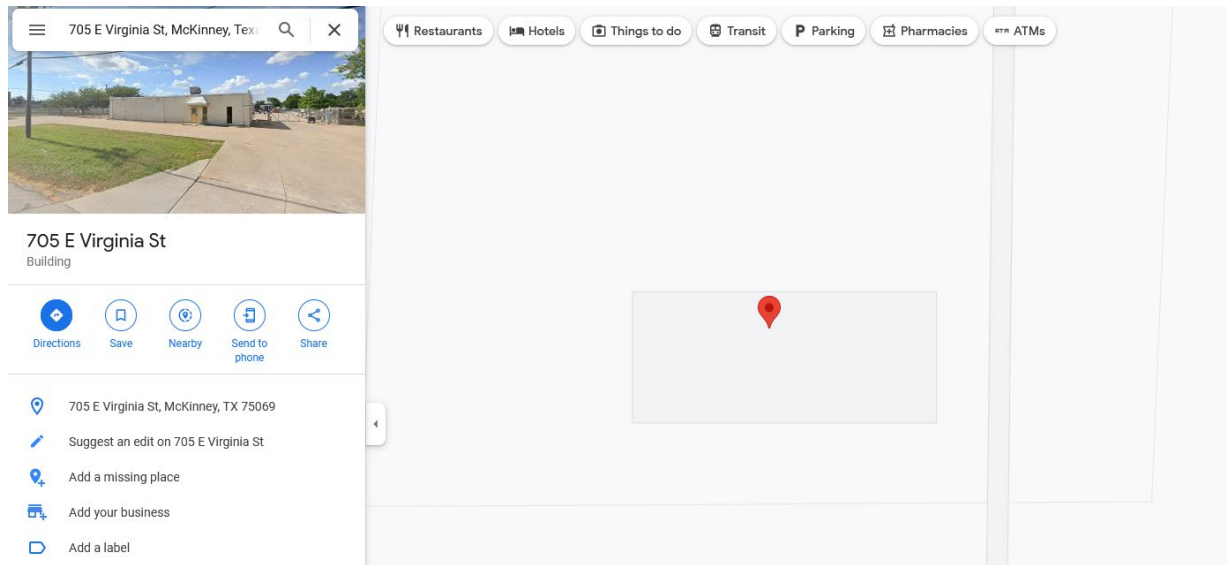 705 E Virginia St, McKinney, Tex
Restaurants
Hotels
Things to do
Transit
Parking
Pharmacies
ATM ATMs
705 E Virginia St
Building
Directions
Save
Nearby
Send to
phone
Share
705 E Virginia St, McKinney, TX 75069
Suggest an edit on 705 E Virginia St
Add a missing place
Add your business
Add a label